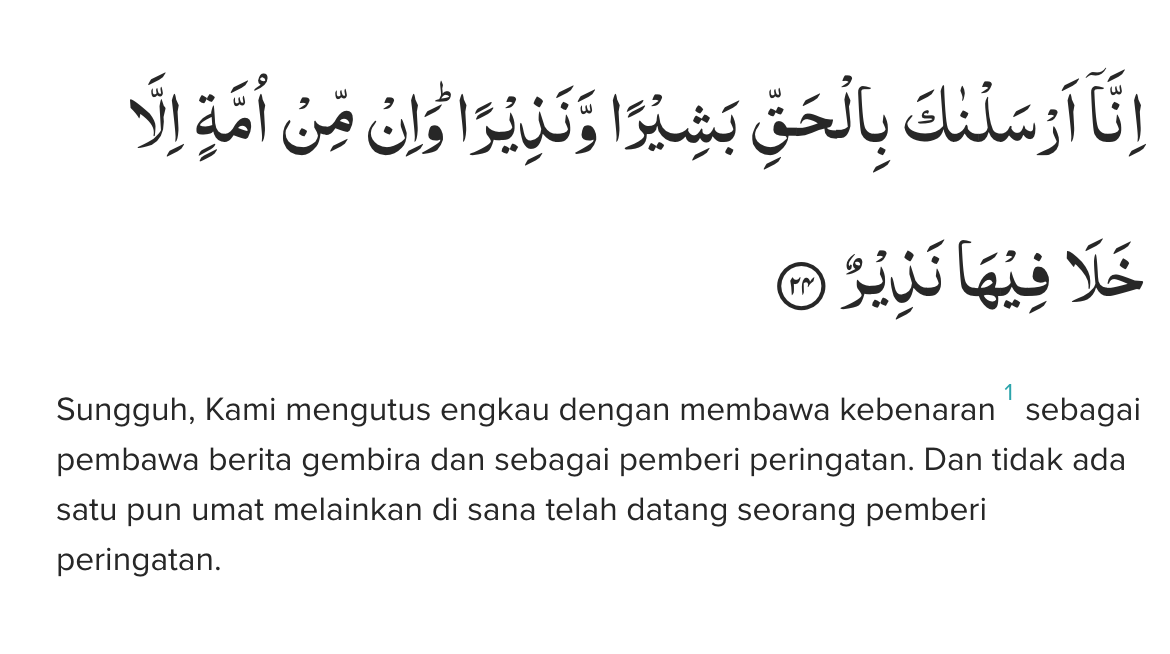 اِنَّآ اَرْسَلْنٰكَ بِالْحَقِّ بَشِيْرًا وَّنَذِيْرًا ۗوَاِنْ مِّنْ اُمَّةٍ اِلَّا
خَلَا فِيْهَا نَذِيْرٌ ٢٤
Sungguh, Kami mengutus engkau dengan membawa kebenaran 1 sebagai
pembawa berita gembira dan sebagai pemberi peringatan. Dan tidak ada
satu pun umat melainkan di sana telah datang seorang pemberi
peringatan.